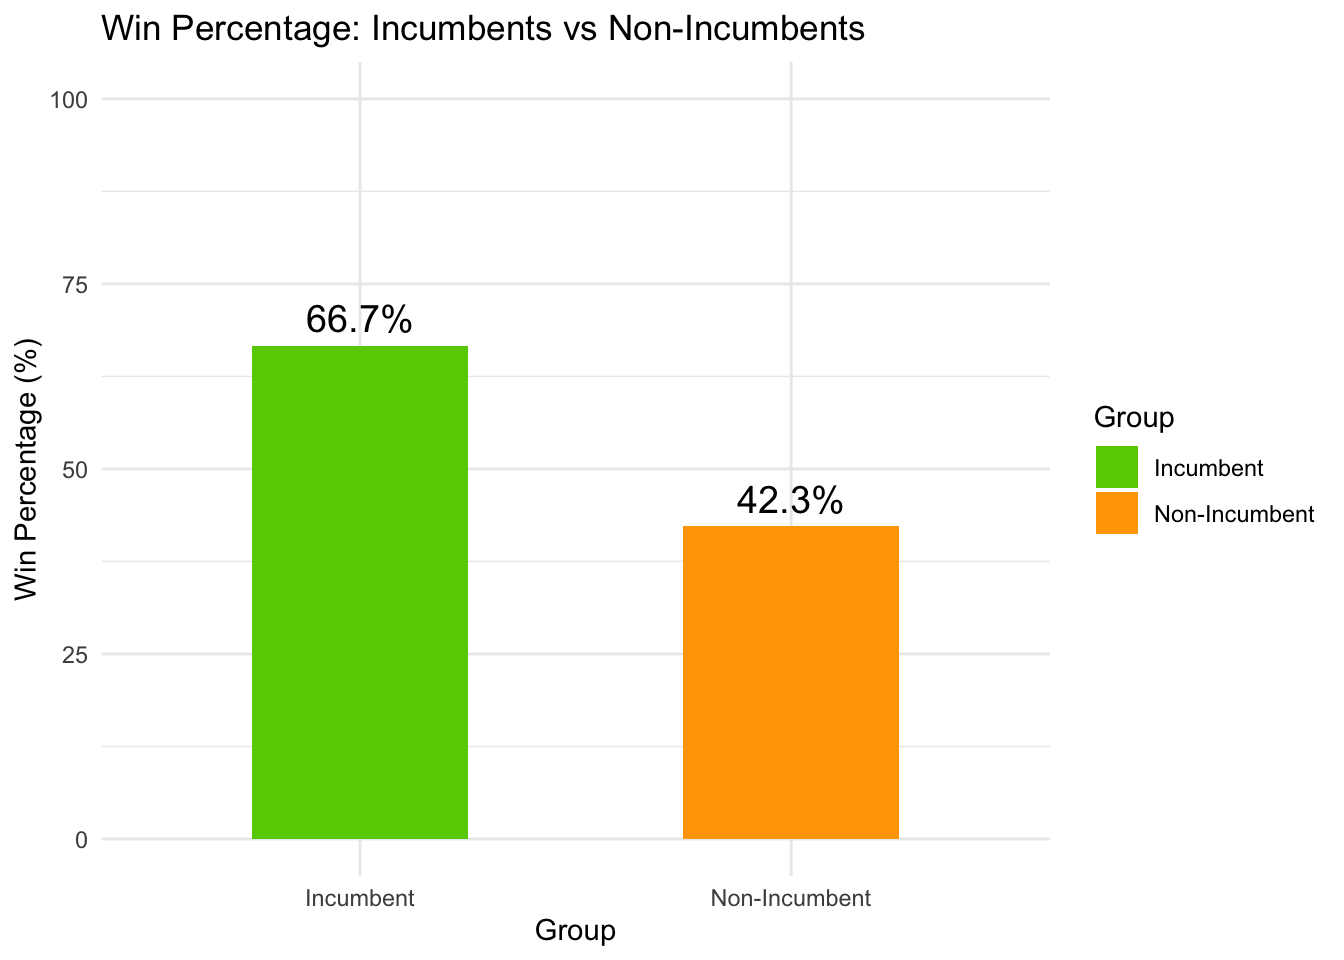 Win Percentage: Incumbents vs Non-Incumbents
100
75
50
25
0
Win Percentage (%)
66.7%
42.3%
Incumbent
Non-Incumbent
Group
Group
Incumbent
Non-Incumbent